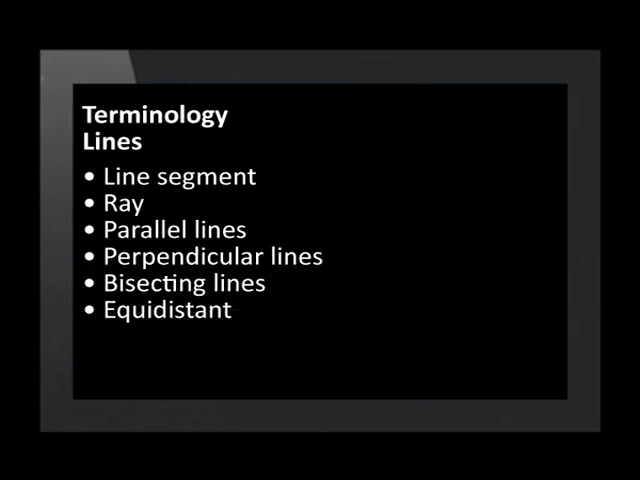 Terminology
Lines
• Line segment
• Ray
• Parallel lines
• Perpendicular lines
• Bisecting lines
• Equidistant